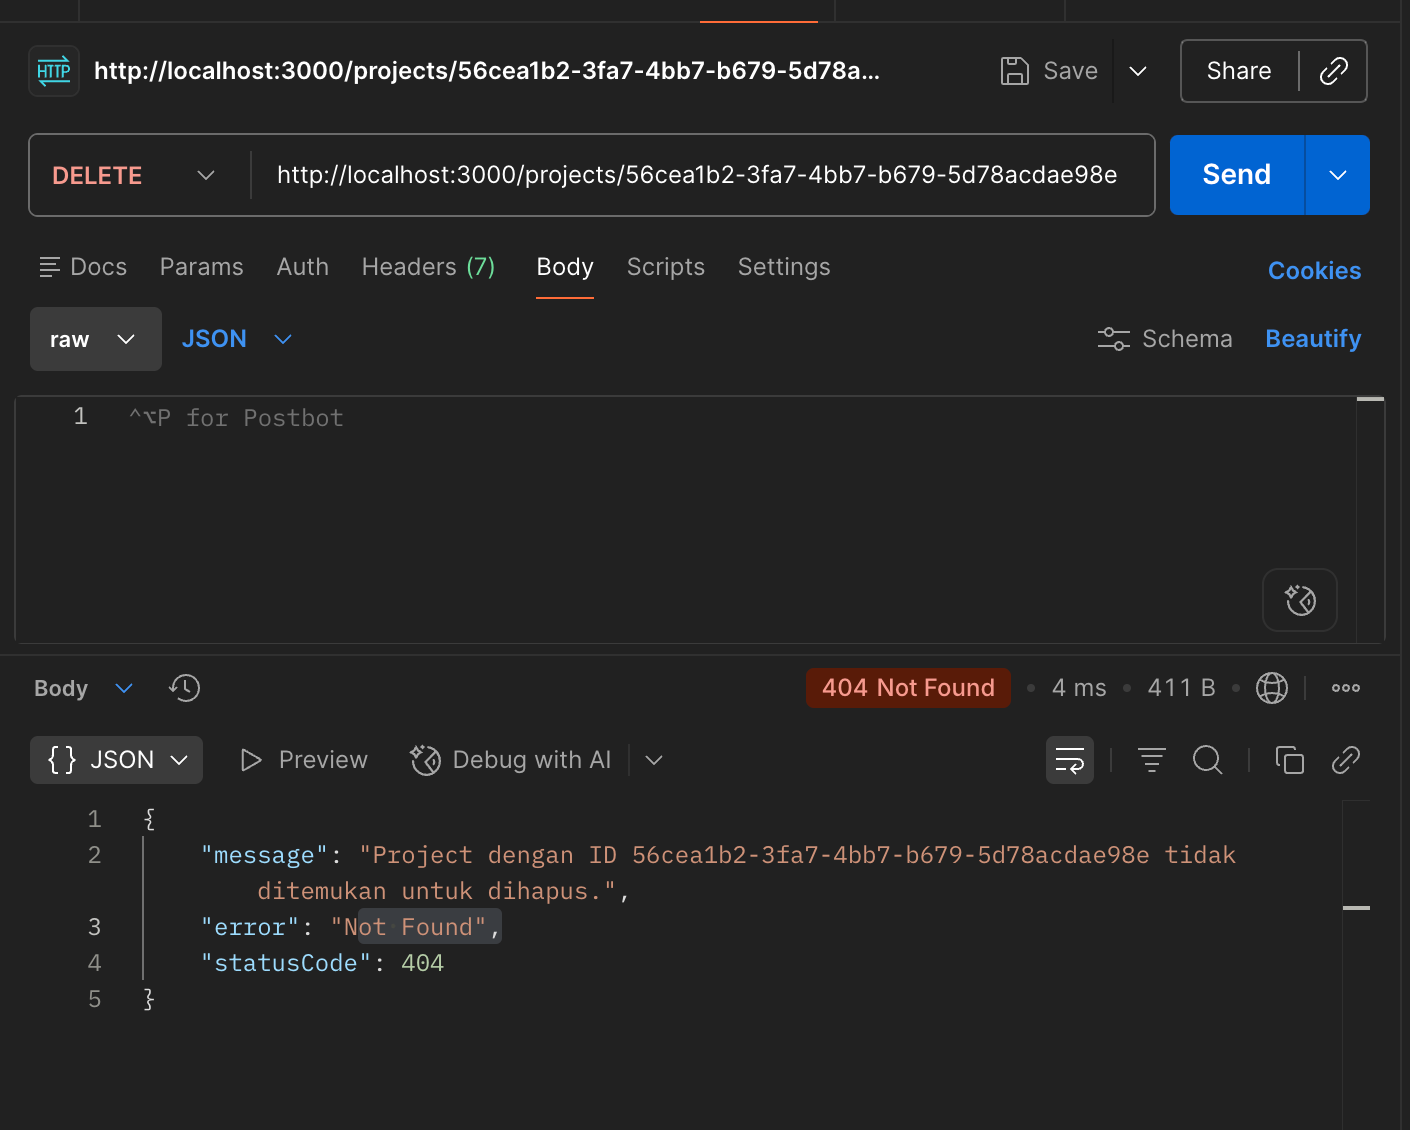 HTTP http://localhost:3000/projects/56cea1b2-3fa7-4bb7-b679-5d78a... Save Share
DELETE http://localhost:3000/projects/56cea1b2-3fa7-4bb7-b679-5d78acdae98e Send
Docs Params Auth Headers (7) Body Scripts Settings Cookies
raw JSON Schema Beautify
1 ^⌥P for Postbot
Body 404 Not Found • 4 ms • 411 B •
{} JSON Preview Debug with AI
1 {
2 "message": "Project dengan ID 56cea1b2-3fa7-4bb7-b679-5d78acdae98e tidak
ditemukan untuk dihapus.",
3 "error": "Not Found",
4 "statusCode": 404
5 }